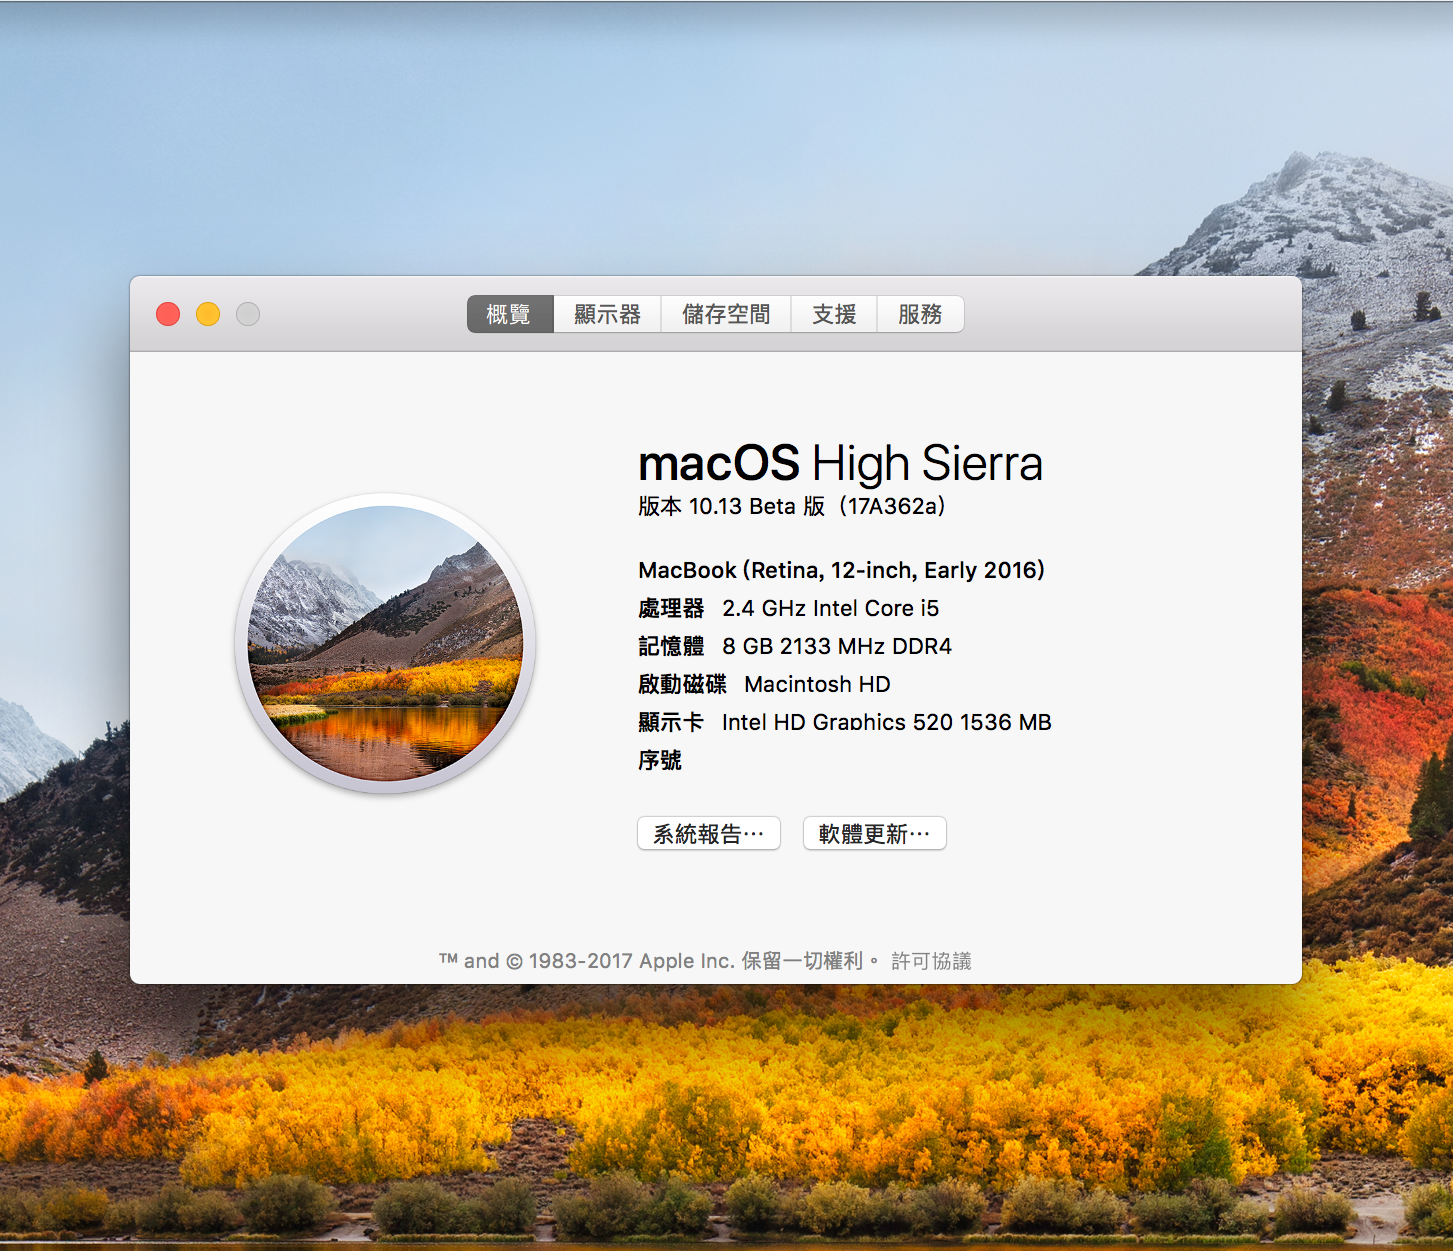 概覽 顯示器 儲存空間 支援 服務
macOS High Sierra
版本 10.13 Beta 版（17A362a）
MacBook (Retina, 12-inch, Early 2016)
處理器 2.4 GHz Intel Core i5
記憶體 8 GB 2133 MHz DDR4
啟動磁碟 Macintosh HD
顯示卡 Intel HD Graphics 520 1536 MB
序號
系統報告⋯ 軟體更新⋯
™ and © 1983-2017 Apple Inc. 保留一切權利。 許可協議